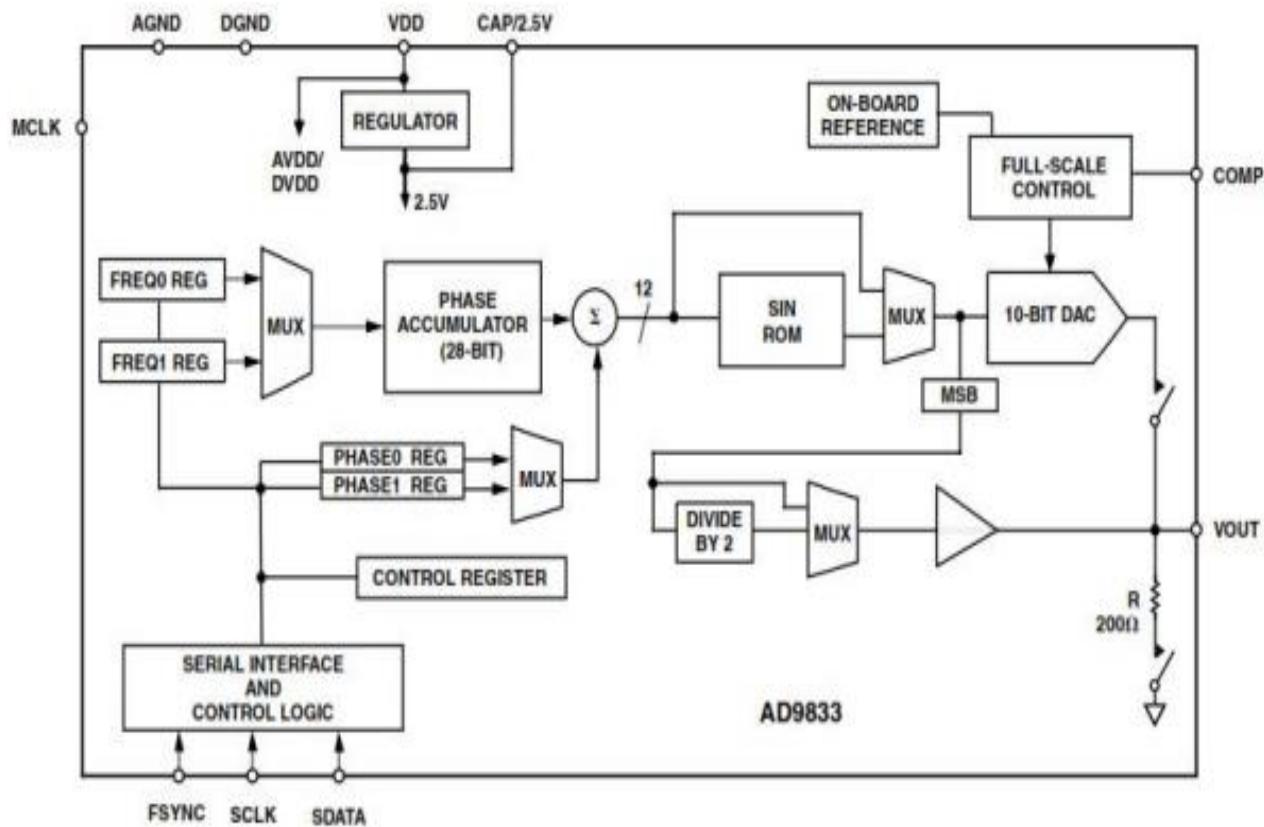 AGND
DGND
VDD
CAP/2.5V
MCLK
REGULATOR
AVDD/
DVDD
2.5V
ON-BOARD
REFERENCE
FULL-SCALE
CONTROL
COMP
FREQ0 REG
FREQ1 REG
MUX
PHASE
ACCUMULATOR
(28-BIT)
Σ
12
SIN
ROM
MUX
10-BIT DAC
MSB
PHASE0 REG
PHASE1 REG
MUX
DIVIDE
BY 2
MUX
VOUT
CONTROL REGISTER
R
200Ω
SERIAL INTERFACE
AND
CONTROL LOGIC
AD9833
FSYNC
SCLK
SDATA